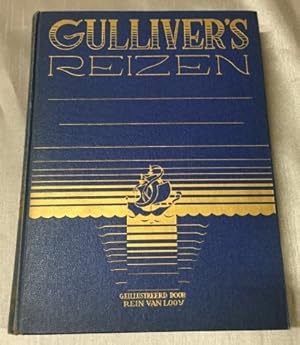 GULLIVER'S
REIZEN
GEILLUSTREERD DOOR
REIN VAN LOOY